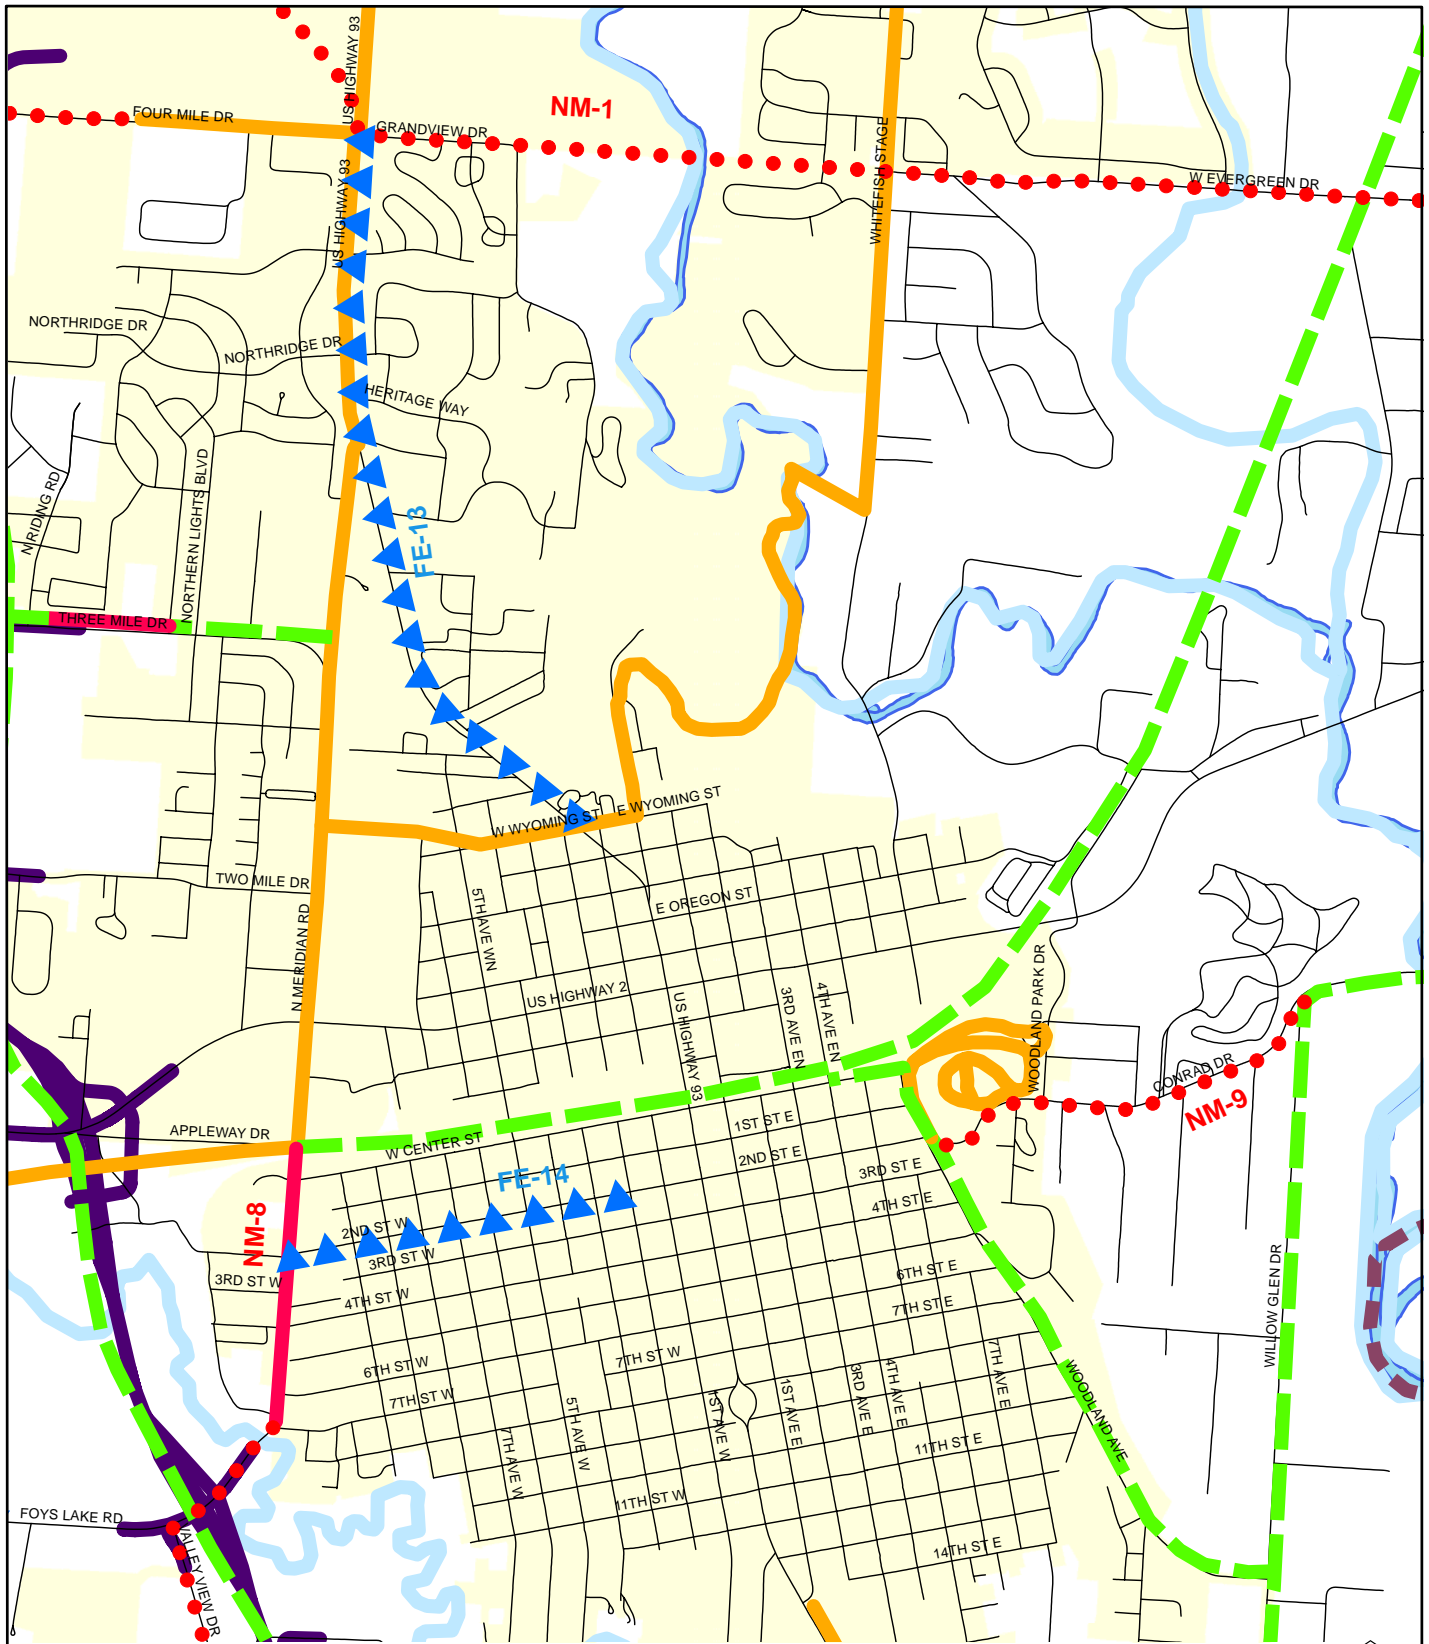 US HIGHWAY 93
NM-1
FOUR MILE DR
GRANDVIEW DR
WHITEFISH STAGE
W EVERGREEN DR
US HIGHWAY 93
US HIGHWAY 93
NORTHRIDGE DR
NORTHRIDGE DR
HERITAGE WAY
N RIDING RD
NORTHERN LIGHTS BLVD
FE-13
THREE MILE DR
W WYOMING ST
E WYOMING ST
TWO MILE DR
5TH AVE WN
E OREGON ST
N MERIDIAN RD
US HIGHWAY 2
US HIGHWAY 93
3RD AVE EN
4TH AVE EN
WOODLAND PARK DR
CONRAD DR
NM-9
APPLEWAY DR
W CENTER ST
1ST ST E
2ND ST E
3RD ST E
4TH ST E
FE-14
NM-8
2ND ST W
3RD ST W
3RD ST W
4TH ST W
6TH ST E
7TH ST E
WILLOW GLEN DR
6TH ST W
7TH ST W
7TH ST W
7TH AVE W
5TH AVE W
1ST AVE W
1ST AVE E
3RD AVE E
4TH AVE E
7TH AVE E
WOODLAND AVE
11TH ST E
11TH ST W
14TH ST E
FOYS LAKE RD
VALLEY VIEW DR